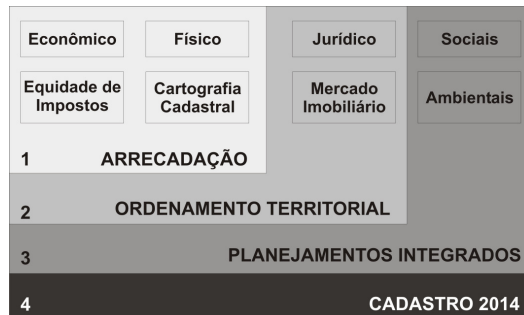 Econômico
Físico
Jurídico
Sociais
Equidade de
Impostos
Cartografia
Cadastral
Mercado
Imobiliário
Ambientais
1 ARRECADAÇÃO
2 ORDENAMENTO TERRITORIAL
3 PLANEJAMENTOS INTEGRADOS
4 CADASTRO 2014